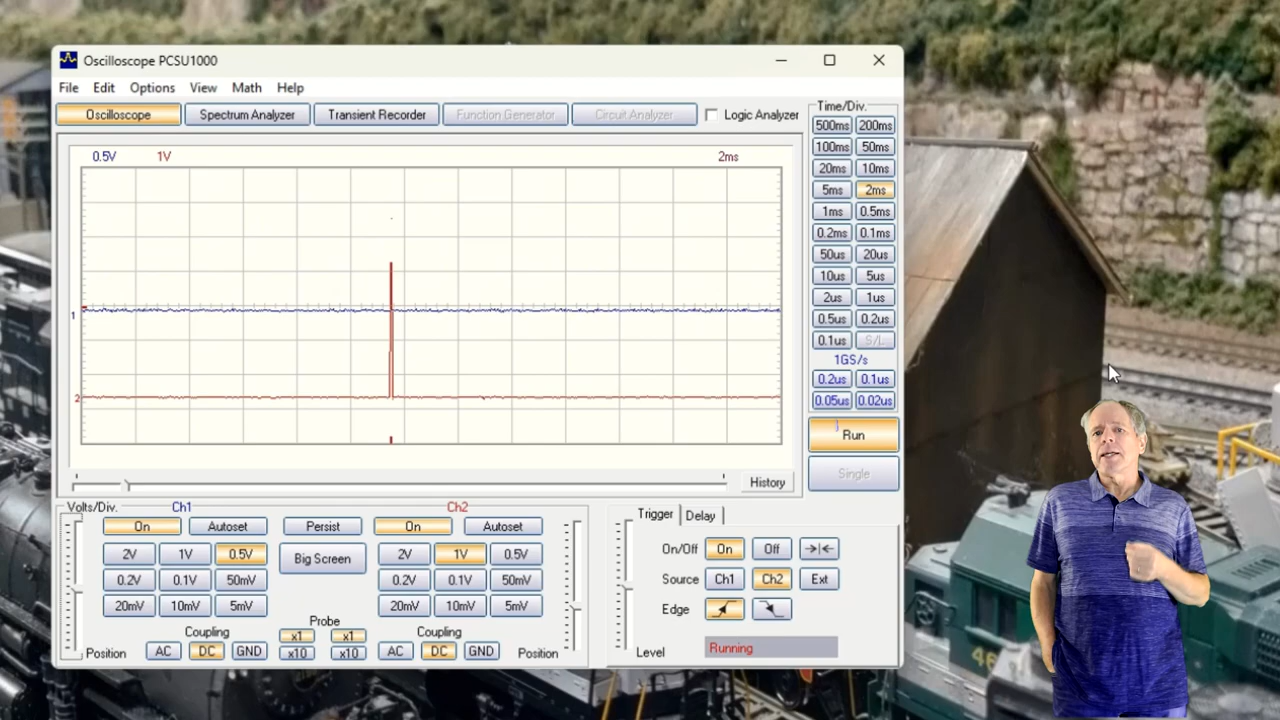 Oscilloscope PCSU1000
File Edit Options View Math Help
Oscilloscope Spectrum Analyzer Transient Recorder Function Generator Circuit Analyzer Logic Analyzer
0.5V 1V 2ms
1
2
History
Time/Div.
500ms 200ms
100ms 50ms
20ms 10ms
5ms 2ms
1ms 0.5ms
0.2ms 0.1ms
50us 20us
10us 5us
2us 1us
0.5us 0.2us
0.1us S/L
1GS/s
0.2us 0.1us
0.05us 0.02us
Run
Single
Volts/Div. Ch1 Ch2
On Autoset Persist On Autoset
2V 1V 0.5V Big Screen 2V 1V 0.5V
0.2V 0.1V 50mV 0.2V 0.1V 50mV
20mV 10mV 5mV 20mV 10mV 5mV
Coupling Probe Coupling
x1 x1
Position AC DC GND x10 x10 AC DC GND Position
Trigger Delay
On/Off On Off
Source Ch1 Ch2 Ext
Edge
Level Running